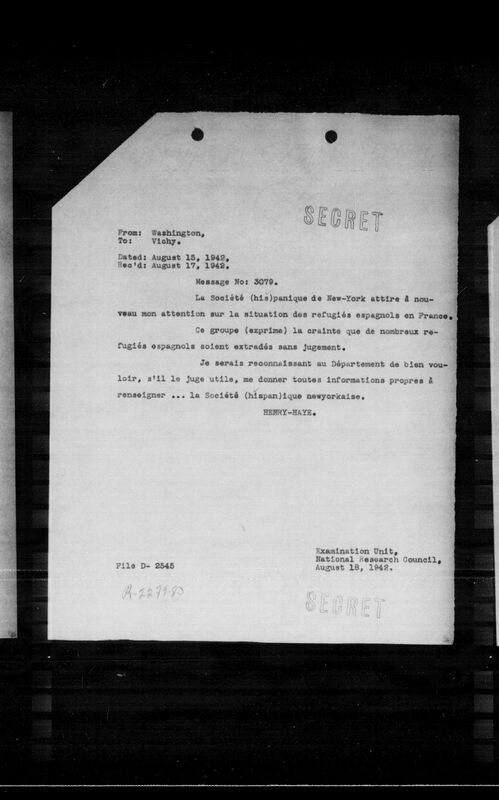 SECRET
From: Washington,
To: Vichy.
Dated: August 15, 1942,
Rec'd: August 17, 1942.
Message No: 3079.
La Société (his)panique de New-York attire à nou-
veau mon attention sur la situation des refugiés espagnols en France.
Ce groupe (exprime) la crainte que de nombreux re-
fugiés espagnols soient extradés sans jugement.
Je serais reconnaissant au Département de bien vou-
loir, s'il le juge utile, me donner toutes informations propres à
renseigner ... la Société (hispan)ique newyorkaise.
HENRY-HAYE.
Examination Unit,
National Research Council,
August 18, 1942.
File D- 2545
R-2279-80
SECRET